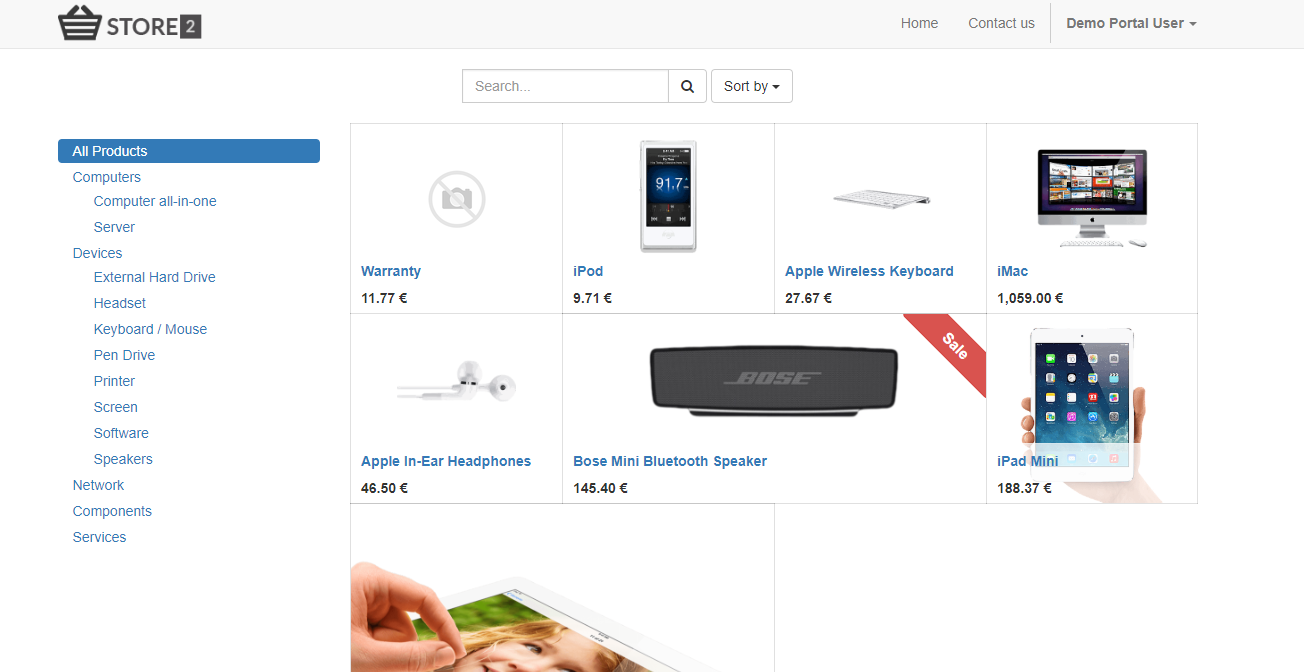 STORE 2
Home
Contact us
Demo Portal User
Search...
Sort by
All Products
Computers
Computer all-in-one
Server
Devices
External Hard Drive
Headset
Keyboard / Mouse
Pen Drive
Printer
Screen
Software
Speakers
Network
Components
Services
Warranty
11.77 €
91.7
iPod
9.71 €
Apple Wireless Keyboard
27.67 €
iMac
1,059.00 €
Apple In-Ear Headphones
46.50 €
BOSE
Sale
Bose Mini Bluetooth Speaker
145.40 €
iPad Mini
188.37 €